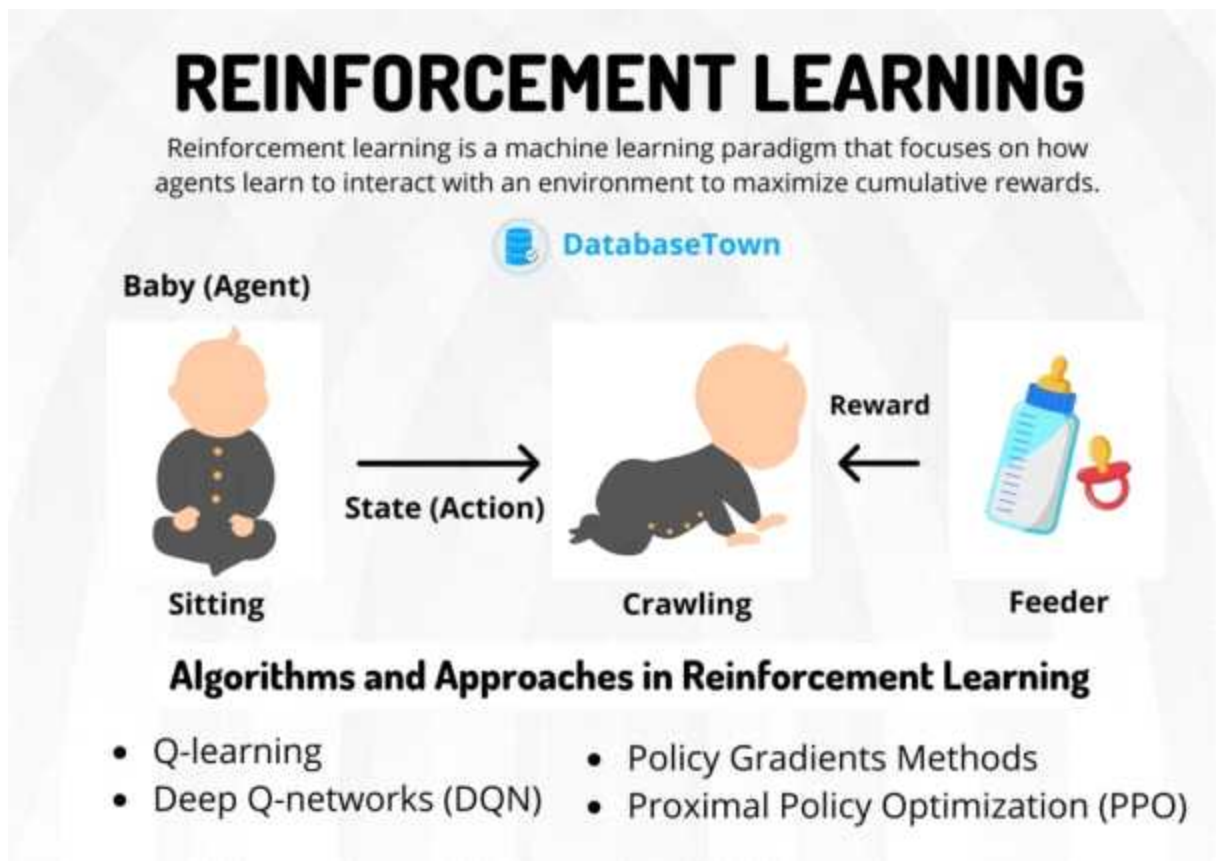 REINFORCEMENT LEARNING
Reinforcement learning is a machine learning paradigm that focuses on how
agents learn to interact with an environment to maximize cumulative rewards.
DatabaseTown
Baby (Agent)
Reward
State (Action)
Sitting
Crawling
Feeder
Algorithms and Approaches in Reinforcement Learning
• Q-learning
• Deep Q-networks (DQN)
• Policy Gradients Methods
• Proximal Policy Optimization (PPO)